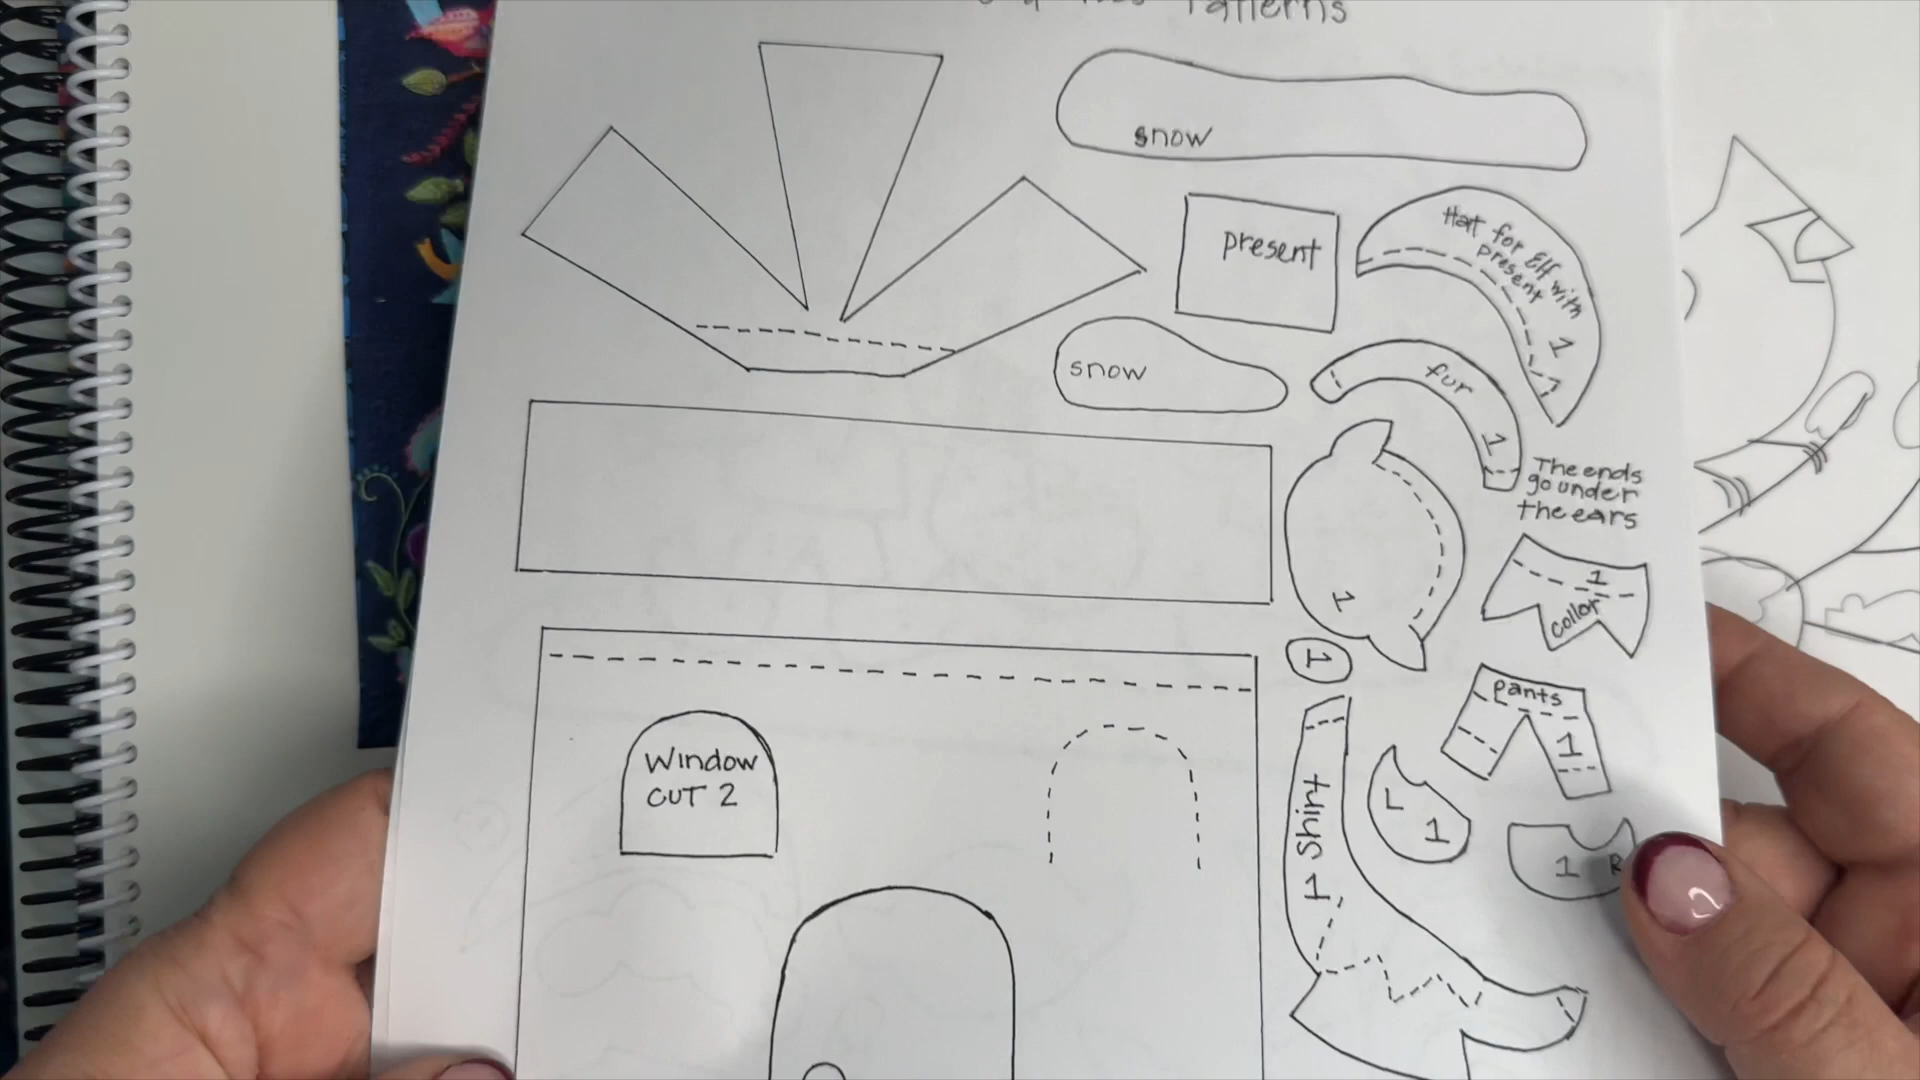 Patterns
snow
present
Hat for Elf with
present
1
snow
fur
1
The ends
go under
the ears
1
1
collar
1
pants
1
Window
CUT 2
1 Shirt
L
1
1 R